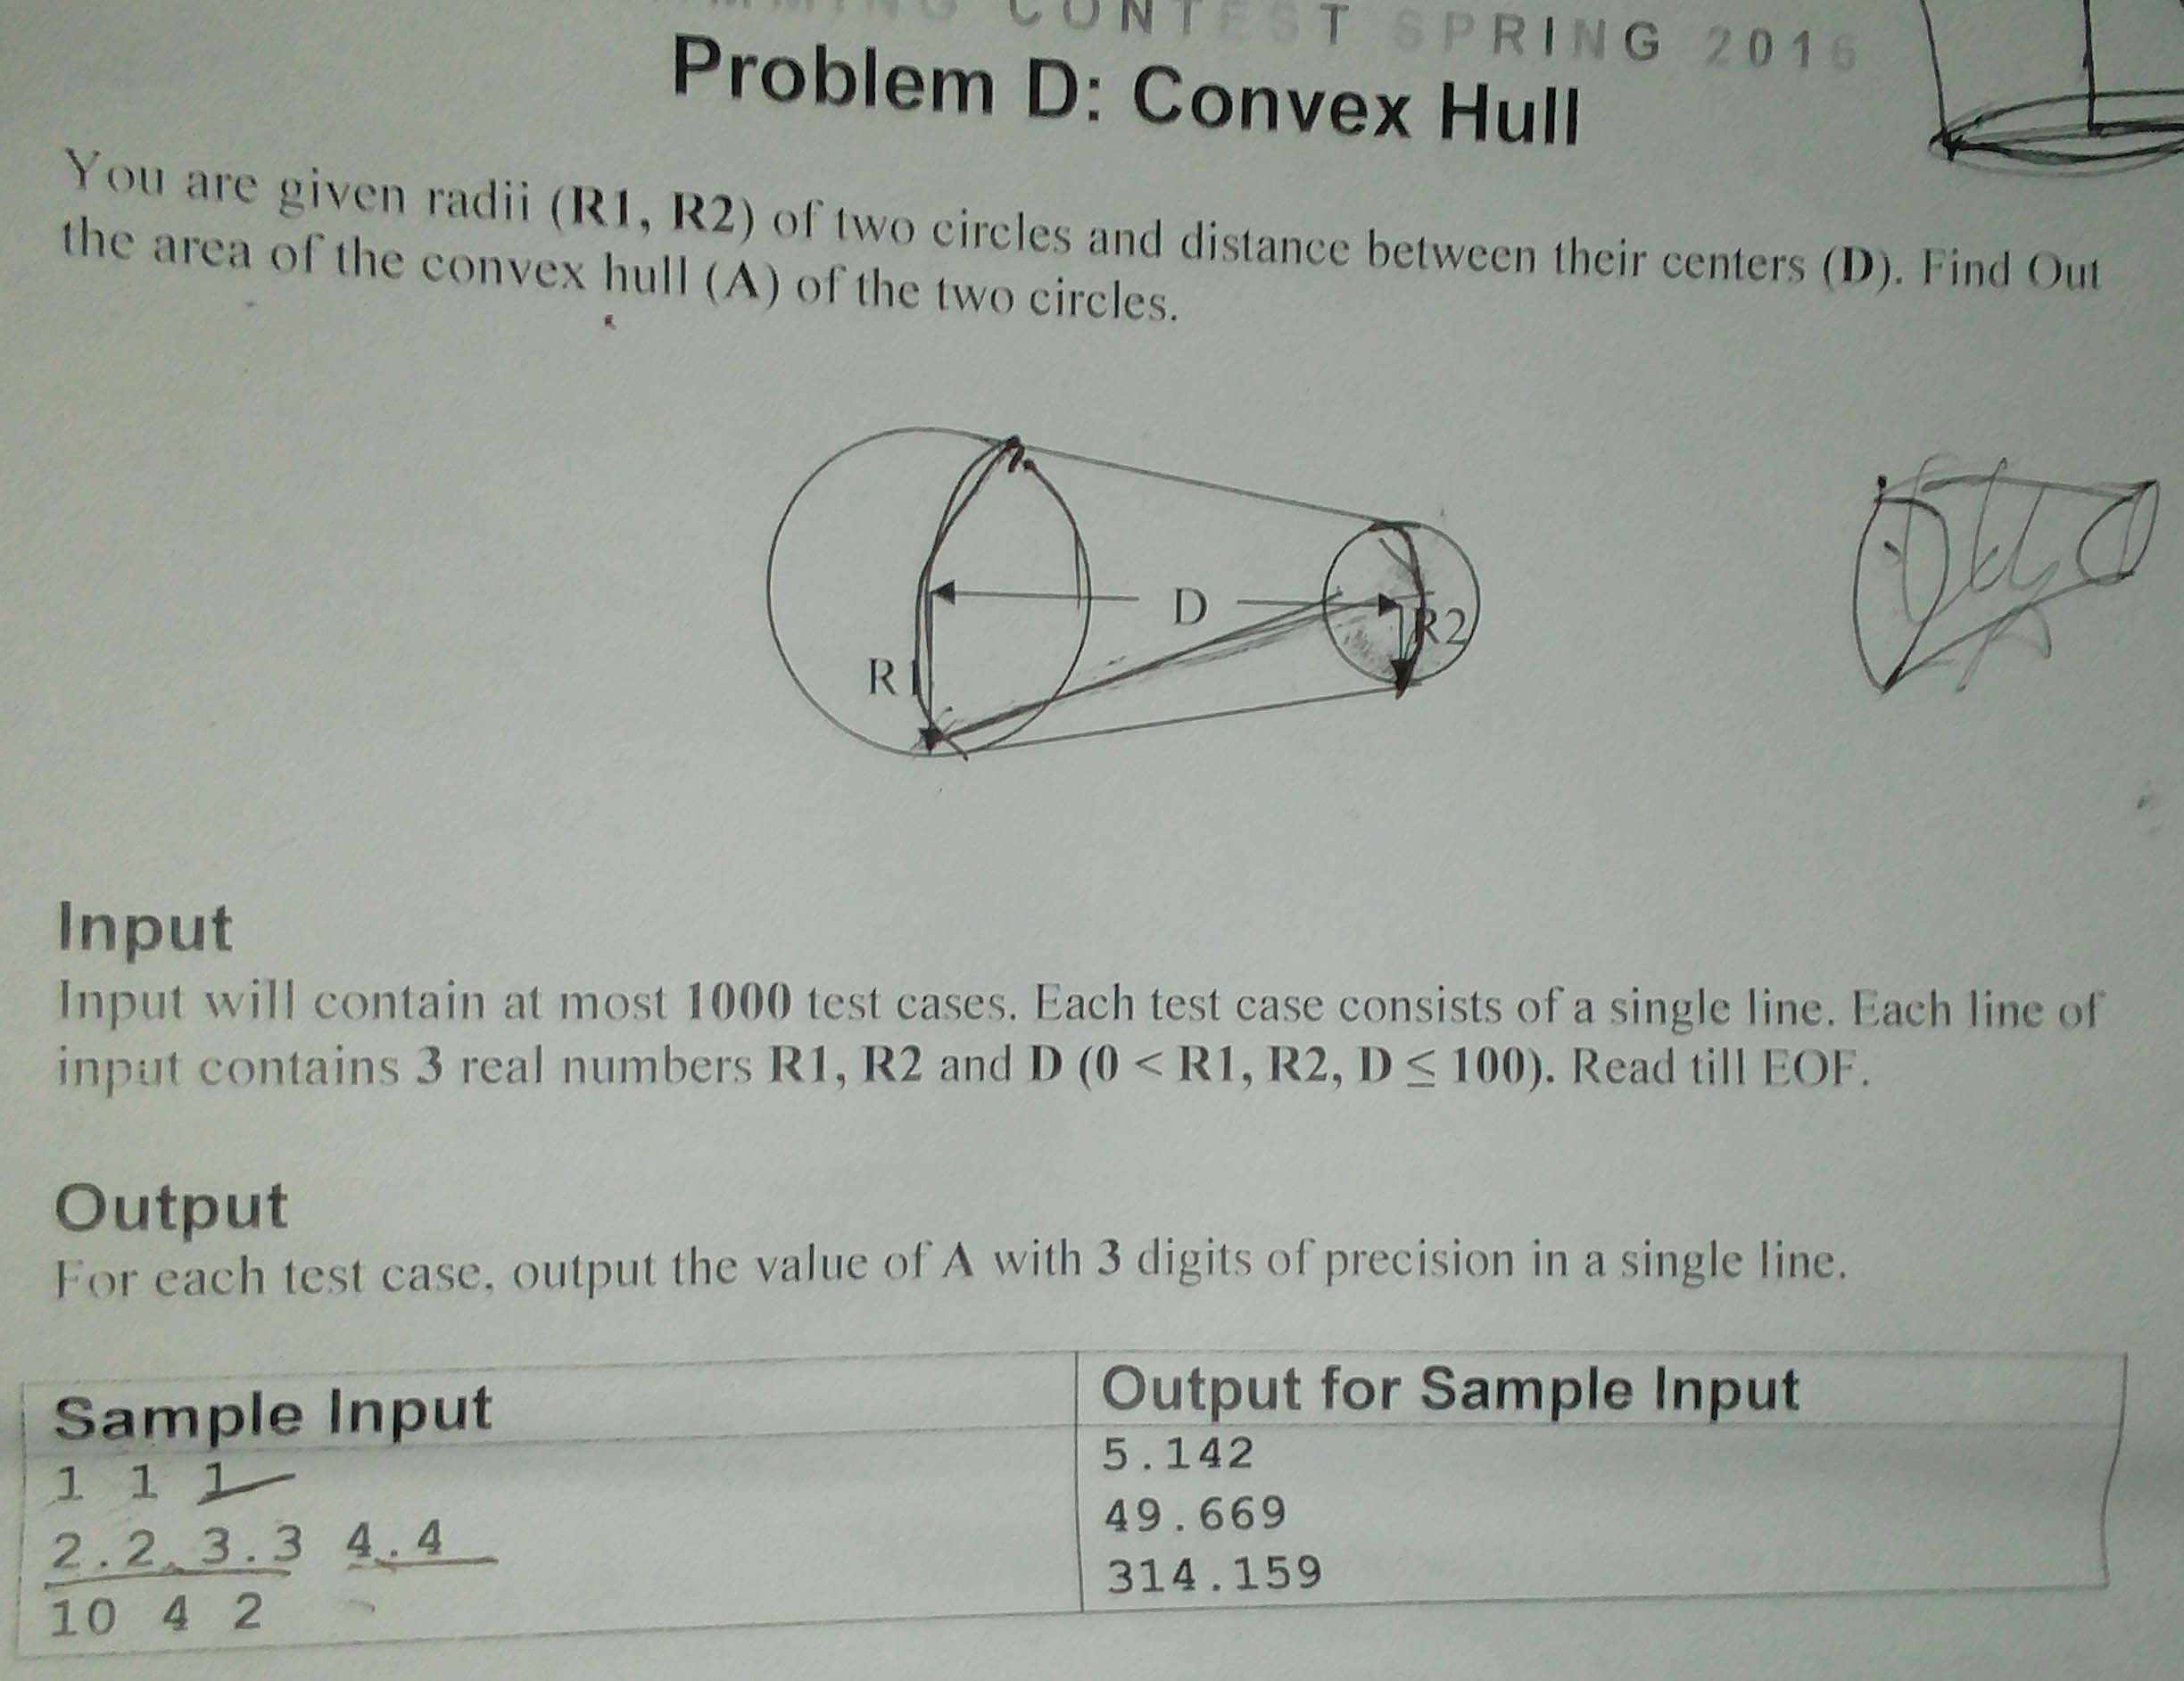 CONTEST SPRING 2016
Problem D: Convex Hull
You are given radii (R1, R2) of two circles and distance between their centers (D). Find Out
the area of the convex hull (A) of the two circles.
D
R2
R1
Input
Input will contain at most 1000 test cases. Each test case consists of a single line. Each line of
input contains 3 real numbers R1, R2 and D (0 < R1, R2, D ≤ 100). Read till EOF.
Output
For each test case, output the value of A with 3 digits of precision in a single line.
Sample Input
1 1 1
2.2 3.3 4.4
10 4 2
Output for Sample Input
5.142
49.669
314.159